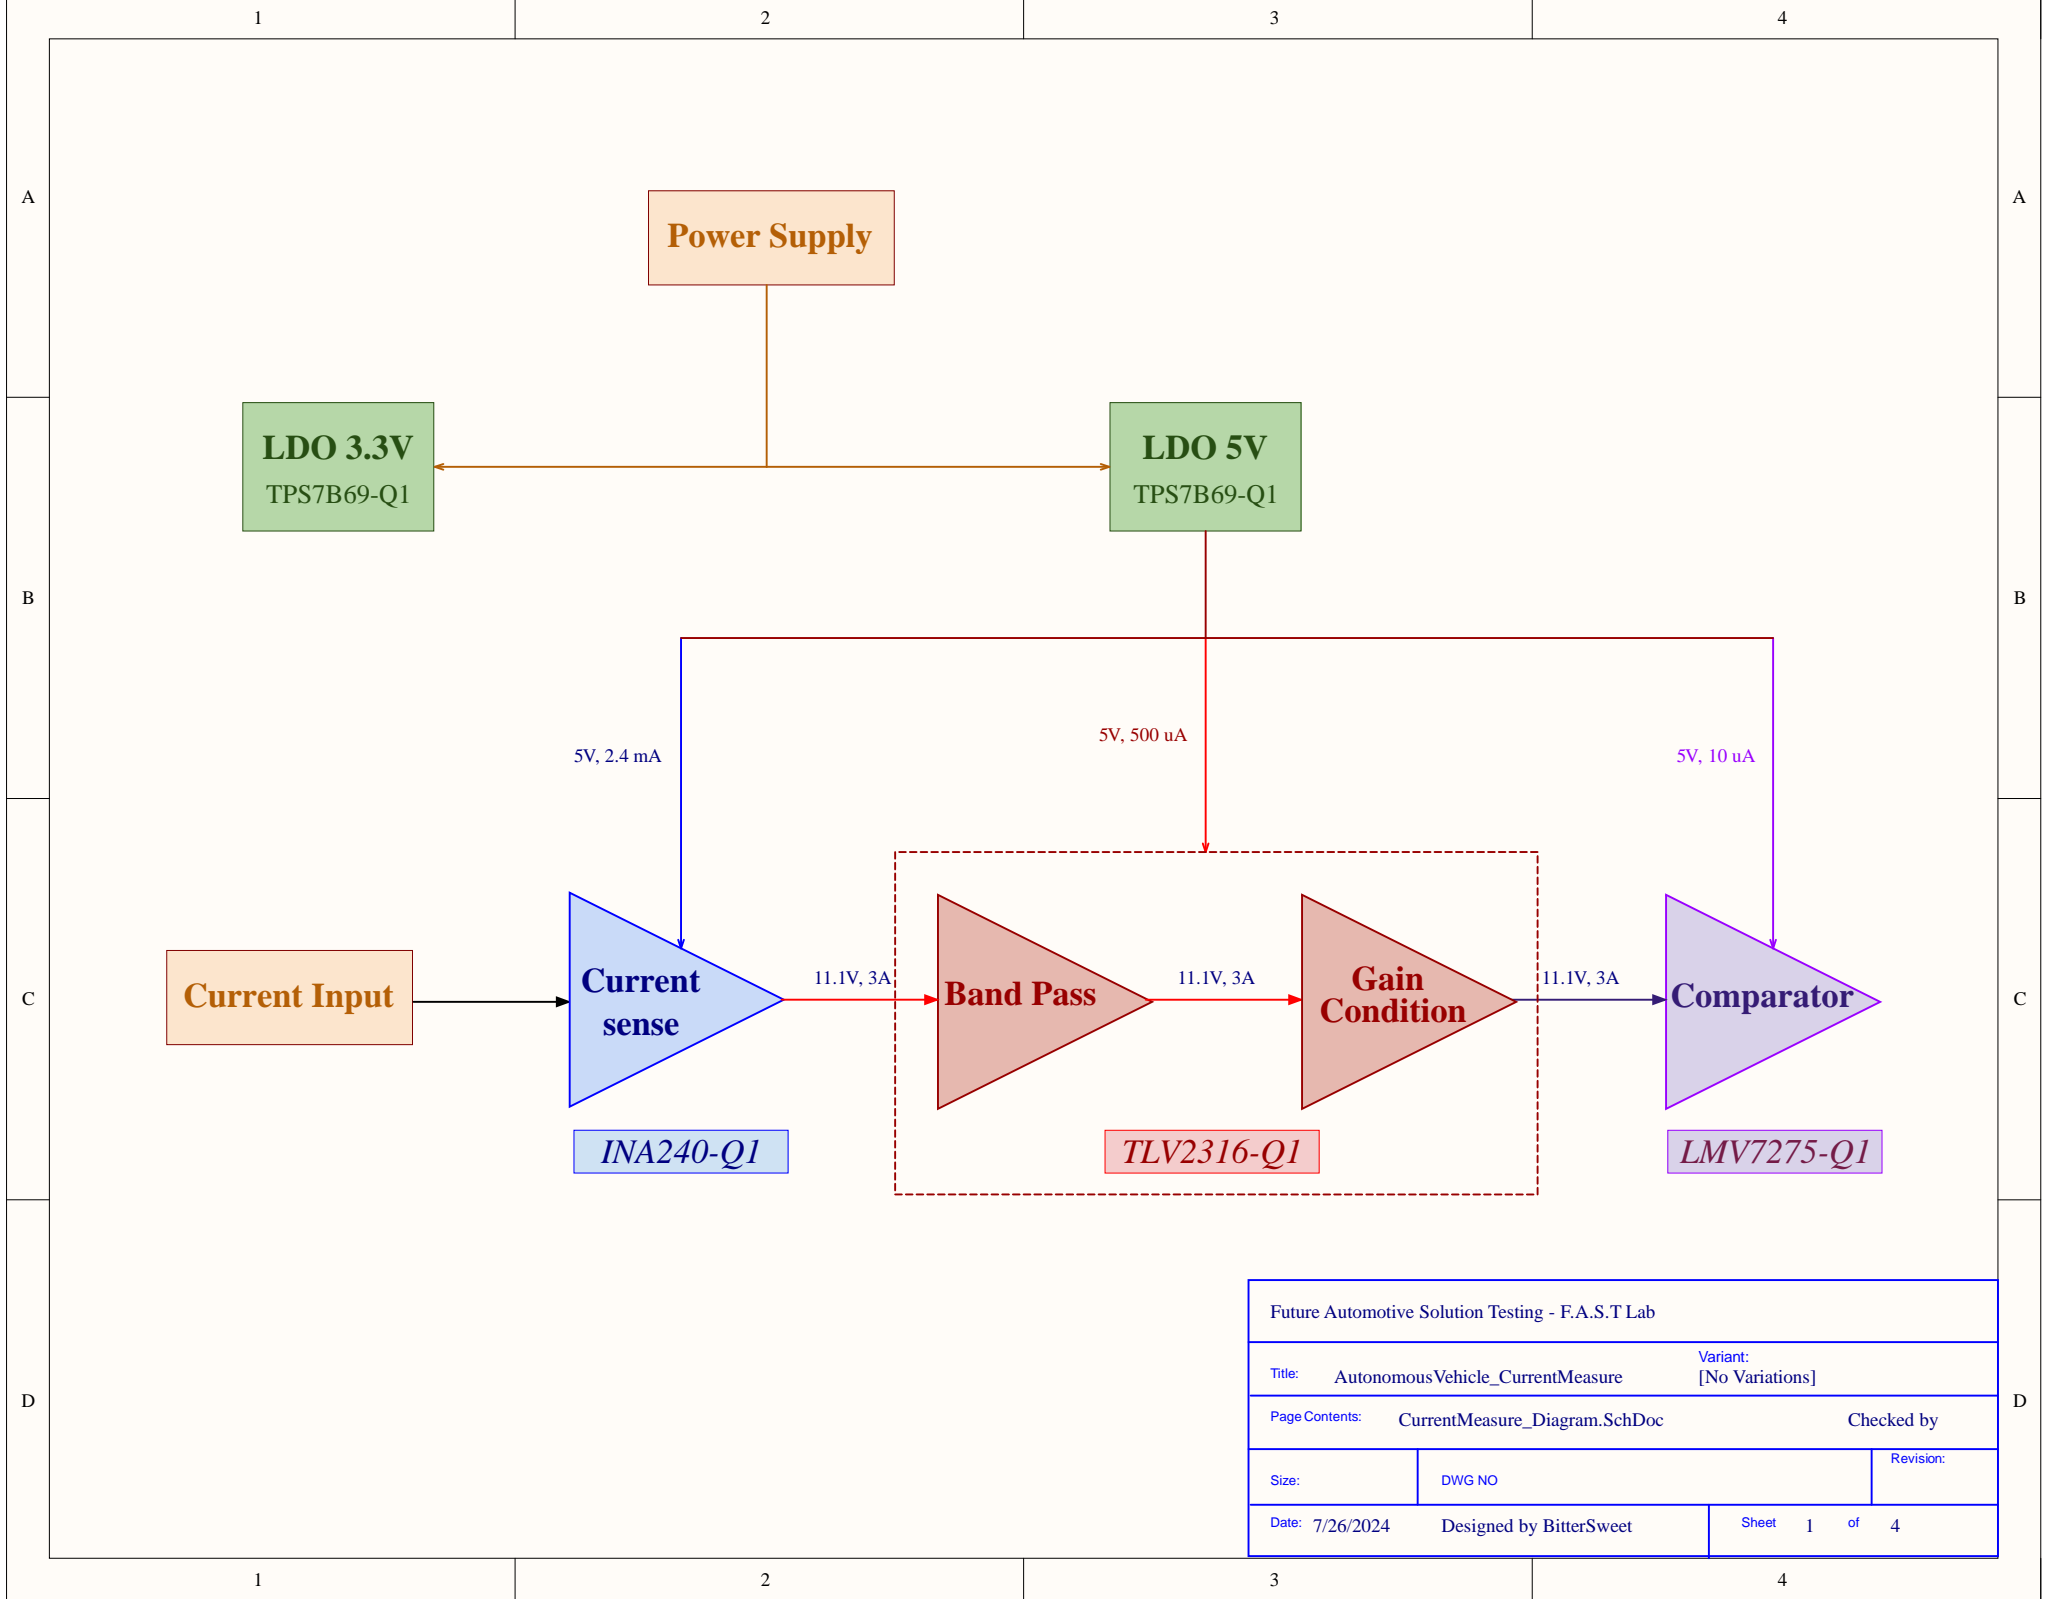 1 2 3 4
A A
Power Supply
LDO 3.3V
TPS7B69-Q1
LDO 5V
TPS7B69-Q1
B B
5V, 2.4 mA
5V, 500 uA
5V, 10 uA
C C
Current Input
Current
sense
11.1V, 3A
Band Pass
11.1V, 3A
Gain
Condition
11.1V, 3A
Comparator
INA240-Q1
TLV2316-Q1
LMV7275-Q1
D D
Future Automotive Solution Testing - F.A.S.T Lab
Title: AutonomousVehicle_CurrentMeasure
Variant:
[No Variations]
Page Contents: CurrentMeasure_Diagram.SchDoc Checked by
Size: DWG NO
Revision:
Date: 7/26/2024 Designed by BitterSweet Sheet 1 of 4
1 2 3 4